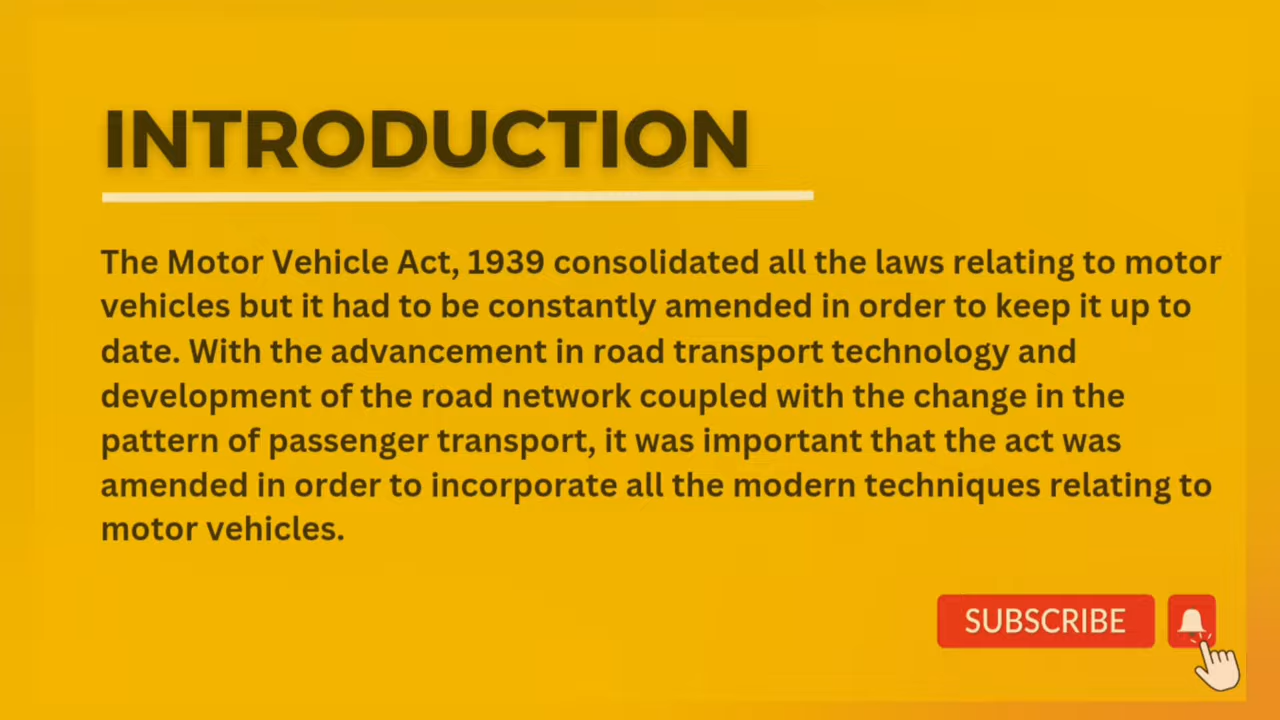 INTRODUCTION
The Motor Vehicle Act, 1939 consolidated all the laws relating to motor
vehicles but it had to be constantly amended in order to keep it up to
date. With the advancement in road transport technology and
development of the road network coupled with the change in the
pattern of passenger transport, it was important that the act was
amended in order to incorporate all the modern techniques relating to
motor vehicles.
SUBSCRIBE